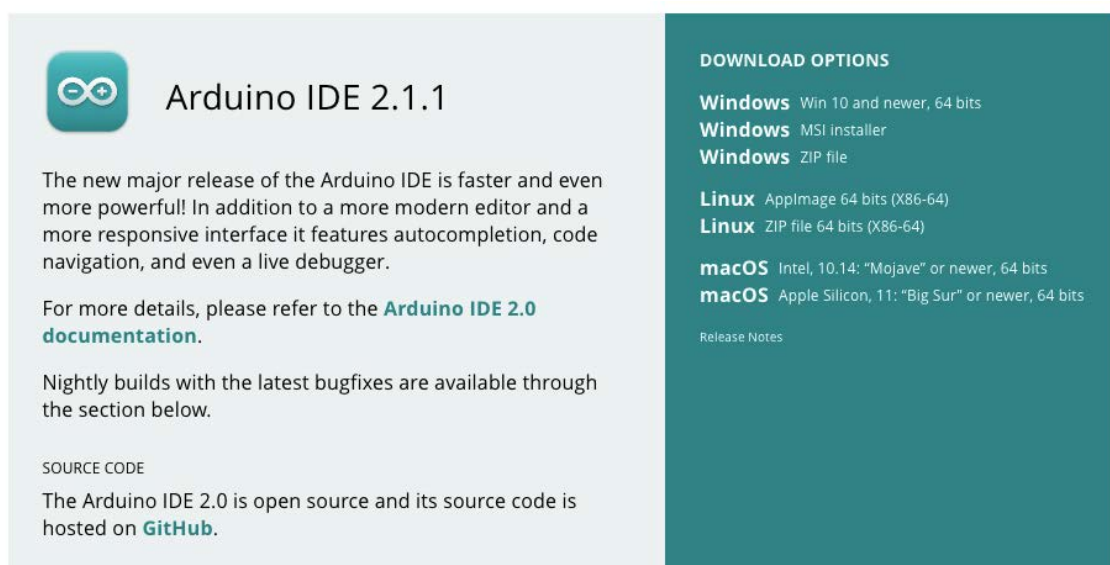 Arduino IDE 2.1.1
The new major release of the Arduino IDE is faster and even
more powerful! In addition to a more modern editor and a
more responsive interface it features autocompletion, code
navigation, and even a live debugger.
For more details, please refer to the Arduino IDE 2.0
documentation.
Nightly builds with the latest bugfixes are available through
the section below.
SOURCE CODE
The Arduino IDE 2.0 is open source and its source code is
hosted on GitHub.
DOWNLOAD OPTIONS
Windows Win 10 and newer, 64 bits
Windows MSI installer
Windows ZIP file
Linux AppImage 64 bits (X86-64)
Linux ZIP file 64 bits (X86-64)
macOS Intel, 10.14: “Mojave” or newer, 64 bits
macOS Apple Silicon, 11: “Big Sur” or newer, 64 bits
Release Notes